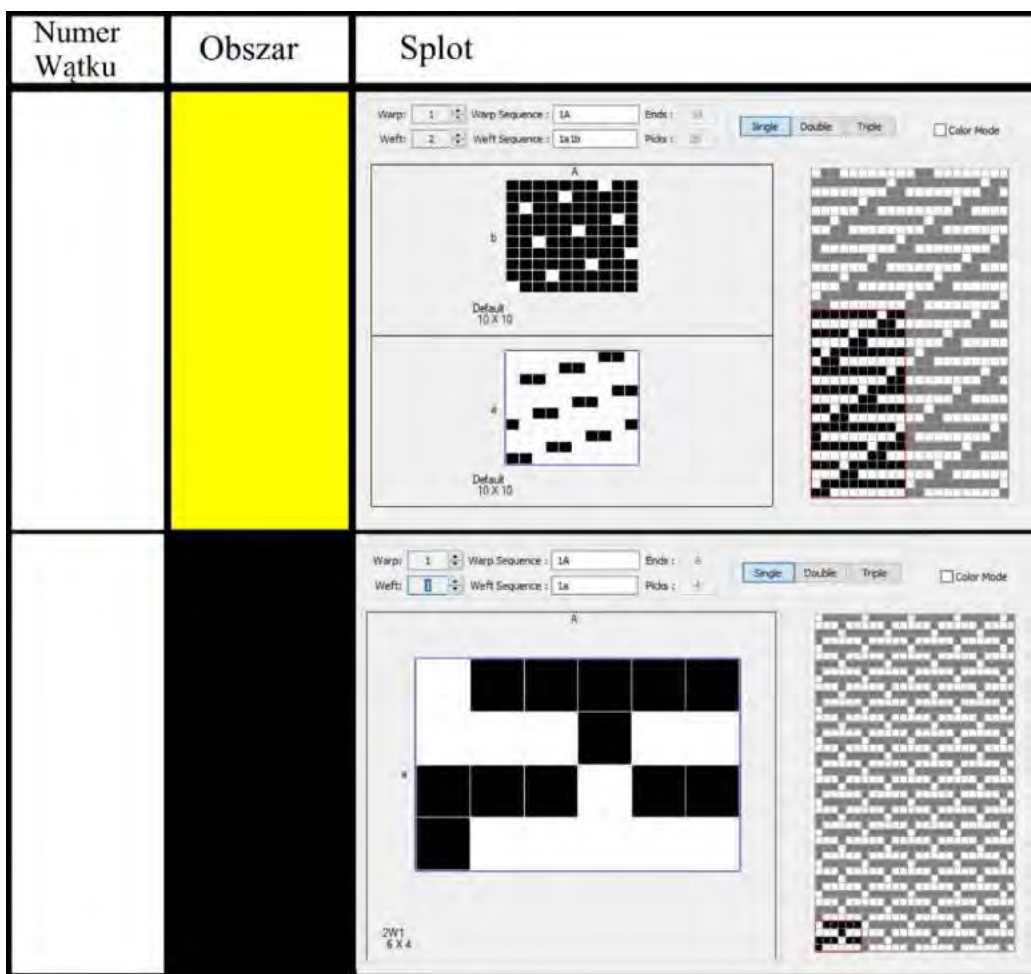 Numer
Wątku
Obszar
Splot
Warp: 1 Warp Sequence : 1A Ends :
Single Double Triple
Color Mode
Weft: 2 Weft Sequence : 1a1b Picks :
A
b
Default
10 X 10
a
Default
10 X 10
Warp: 1 Warp Sequence : 1A Ends :
Single Double Triple
Color Mode
Weft: 1 Weft Sequence : 1a Picks :
A
a
2W1
6 X 4